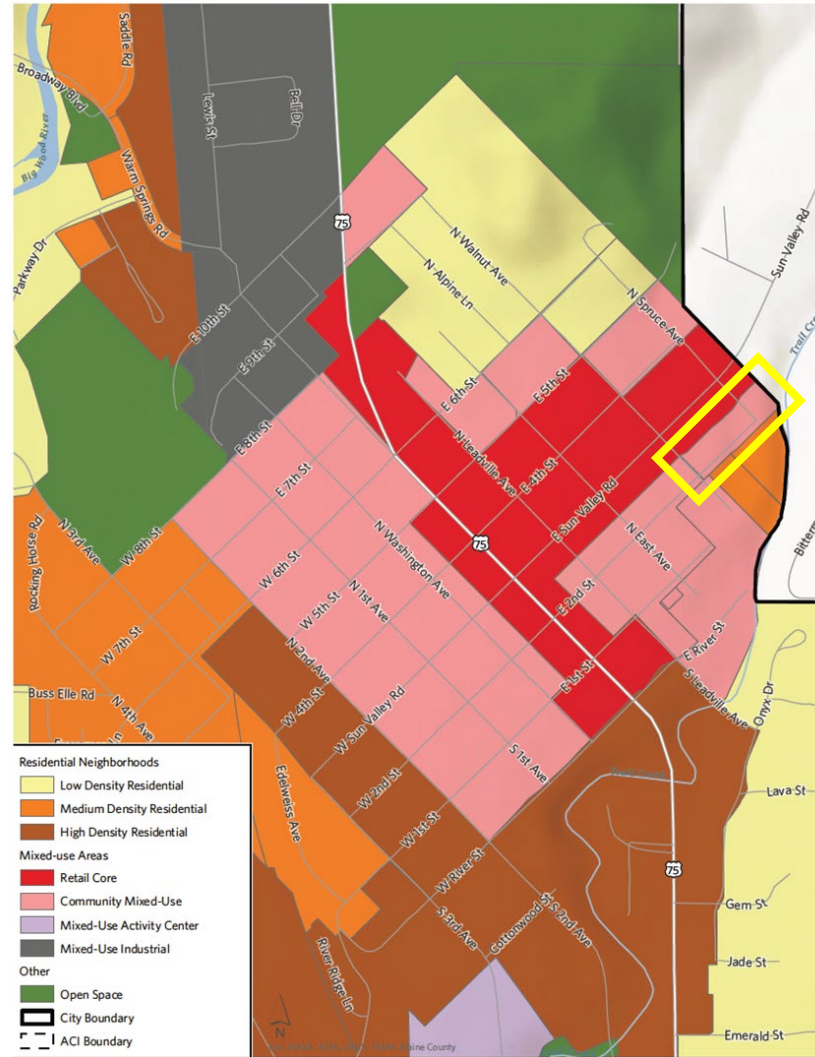 Saddle Rd
Broadway Blvd
Big Wood River
Lewis St
Bell Dr
Warm Springs Rd
75
Sun Valley Rd
Parkway Dr
N Walnut Ave
N Alpine Ln
N Spruce Ave
Trail
E 10th St
E 9th St
E 6th St
E 5th St
E 8th St
E 7th St
N Leadville Ave
E 4th St
E Sun Valley Rd
N Washington Ave
75
N East Ave
Rocking Horse Rd
N 3rd Ave
W 8th St
W 6th St
W 5th St
N 1st Ave
E 2nd St
W 7th St
N 2nd Ave
E 1st St
E River St
S Leadville Ave
Onyx Dr
Buss Elle Rd
N 4th Ave
W 4th St
W Sun Valley Rd
S 1st Ave
Edelweiss Ave
W 2nd St
W 1st St
Lava St
W River St
75
S 3rd Ave
Cottonwood St
S 2nd Ave
Gem St
River Ridge Ln
Jade St
Emerald St
N
Residential Neighborhoods
Low Density Residential
Medium Density Residential
High Density Residential
Mixed-use Areas
Retail Core
Community Mixed-Use
Mixed-Use Activity Center
Mixed-Use Industrial
Other
Open Space
City Boundary
ACI Boundary